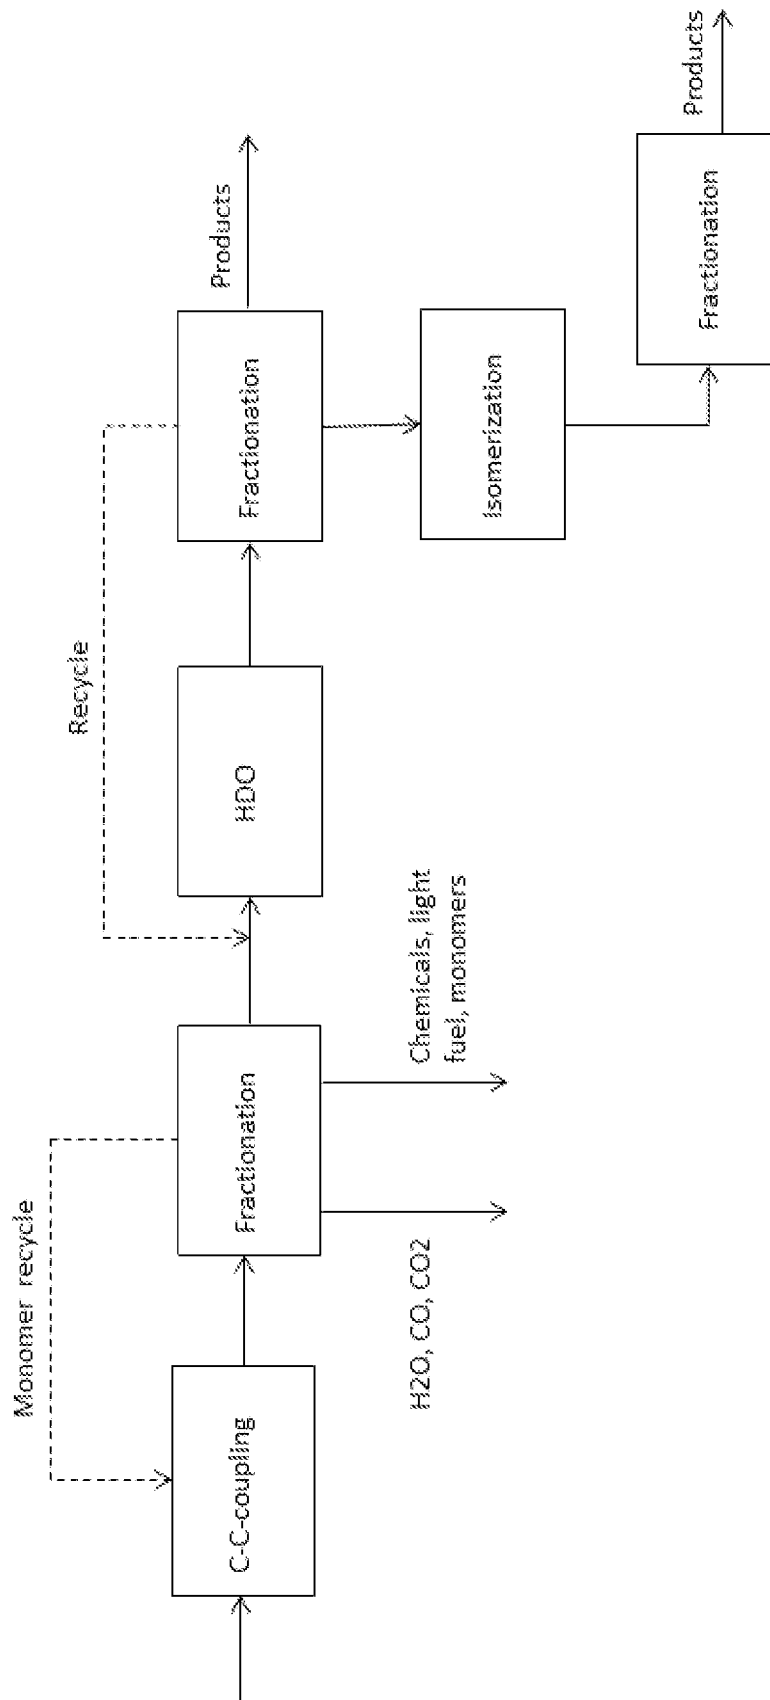 Monomer recycle
C-C-coupling
Fractionation
H2O, CO, CO2
Chemicals, light
fuel, monomers
Recycle
HDO
Fractionation
Products
Isomerization
Fractionation
Products